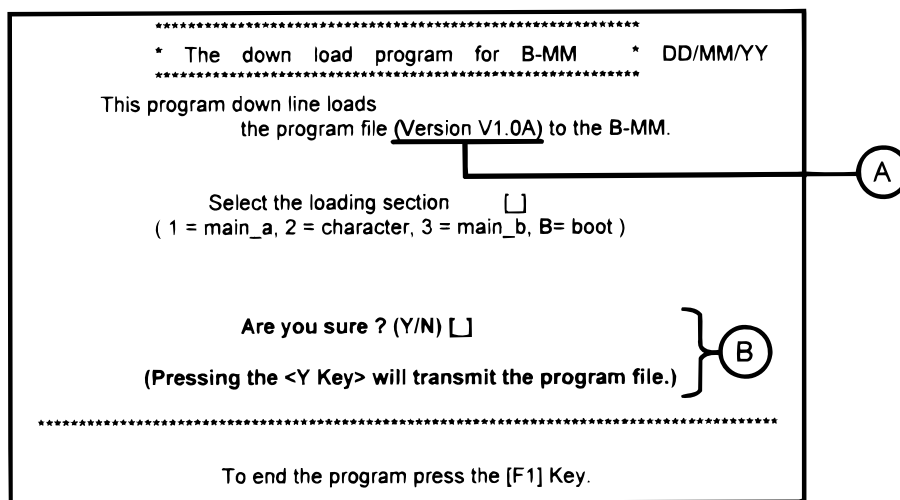 ************************************************************
* The down load program for B-MM * DD/MM/YY
************************************************************
This program down line loads
the program file (Version V1.0A) to the B-MM.
A
Select the loading section [_]
( 1 = main_a, 2 = character, 3 = main_b, B= boot )
Are you sure ? (Y/N) [_]
B
(Pressing the <Y Key> will transmit the program file.)
********************************************************************************************
To end the program press the [F1] Key.